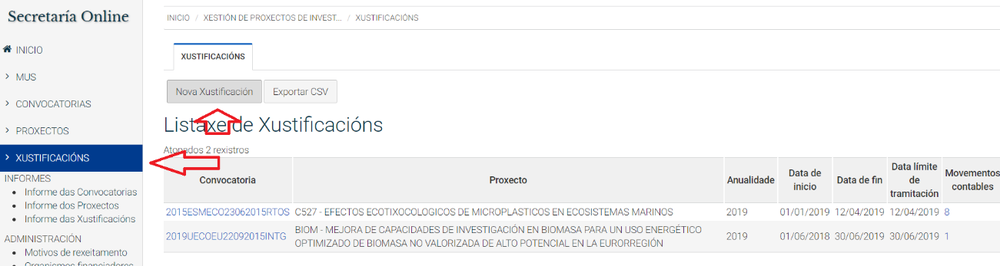 Secretaría Online
INICIO
MUS
CONVOCATORIAS
PROXECTOS
XUSTIFICACIÓNS
INFORMES
Informe das Convocatorias
Informe dos Proxectos
Informe das Xustificacións
ADMINISTRACIÓN
Motivos de rexeitamento
Organismos financiadores
INICIO / XESTIÓN DE PROXECTOS DE INVEST... / XUSTIFICACIÓNS
XUSTIFICACIÓNS
Nova Xustificación Exportar CSV
Listaxe de Xustificacións
Atopados 2 rexistros
Convocatoria Proxecto Anualidade Data de inicio Data de fin Data límite de tramitación Movementos contables
2015ESMECO23062015RTOS C527 - EFECTOS ECOTIXOCOLOGICOS DE MICROPLASTICOS EN ECOSISTEMAS MARINOS 2019 01/01/2019 12/04/2019 12/04/2019 8
2019UECOEU22092015INTG BIOM - MEJORA DE CAPACIDADES DE INVESTIGACIÓN EN BIOMASA PARA UN USO ENERGÉTICO 2019 01/06/2018 30/06/2019 30/06/2019 1
OPTIMIZADO DE BIOMASA NO VALORIZADA DE ALTO POTENCIAL EN LA EURORREGIÓN